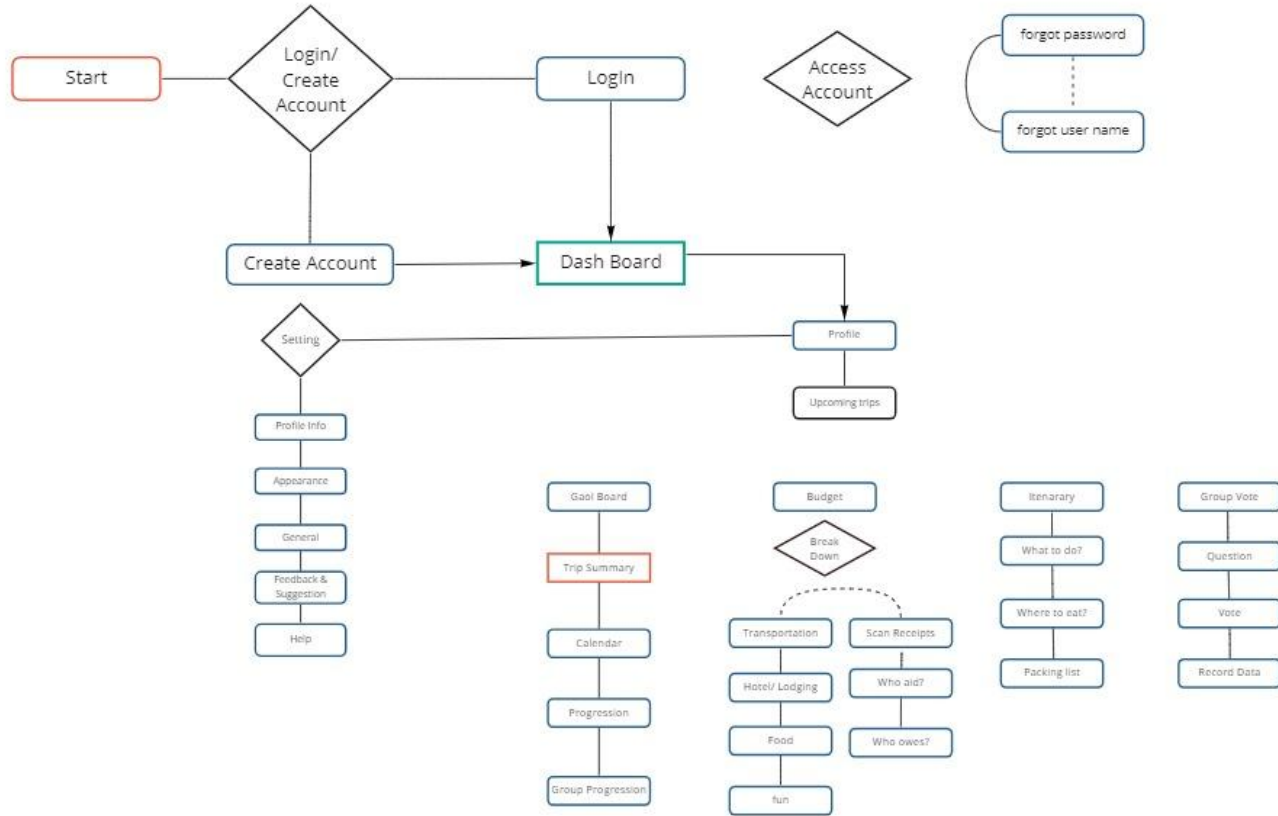 Start
Login/
Create
Account
Login
Access
Account
forgot password
forgot user name
Create Account
Dash Board
Setting
Profile
Upcoming trips
Profile Info
Appearance
General
Feedback &
Suggestion
Help
Gaol Board
Trip Summary
Calendar
Progression
Group Progression
Budget
Break
Down
Transportation
Hotel/ Lodging
Food
fun
Scan Receipts
Who aid?
Who owes?
Itenarary
What to do?
Where to eat?
Packing list
Group Vote
Question
Vote
Record Data